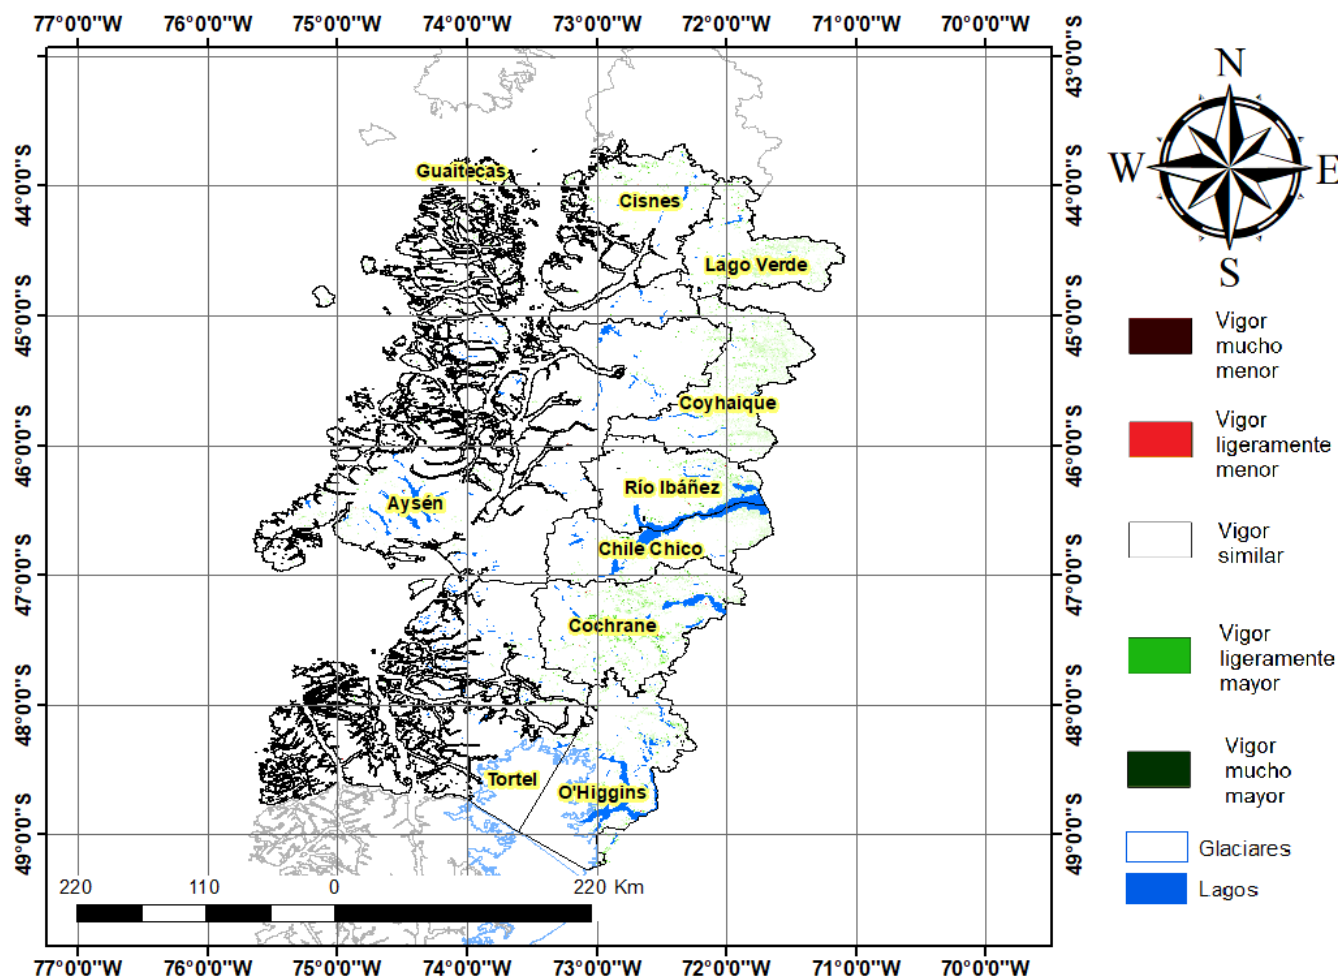 77°0'0"W 76°0'0"W 75°0'0"W 74°0'0"W 73°0'0"W 72°0'0"W 71°0'0"W 70°0'0"W
43°0'0"S
44°0'0"S
44°0'0"S
45°0'0"S
45°0'0"S
46°0'0"S
46°0'0"S
47°0'0"S
47°0'0"S
48°0'0"S
48°0'0"S
49°0'0"S
49°0'0"S
Guaitecas
Cisnes
Lago Verde
Coyhaique
Río Ibáñez
Aysén
Chile Chico
Cochrane
Tortel
O'Higgins
220 110 0 220 Km
77°0'0"W 76°0'0"W 75°0'0"W 74°0'0"W 73°0'0"W 72°0'0"W 71°0'0"W 70°0'0"W
N
W E
S
Vigor
mucho
menor
Vigor
ligeramente
menor
Vigor
similar
Vigor
ligeramente
mayor
Vigor
mucho
mayor
Glaciares
Lagos